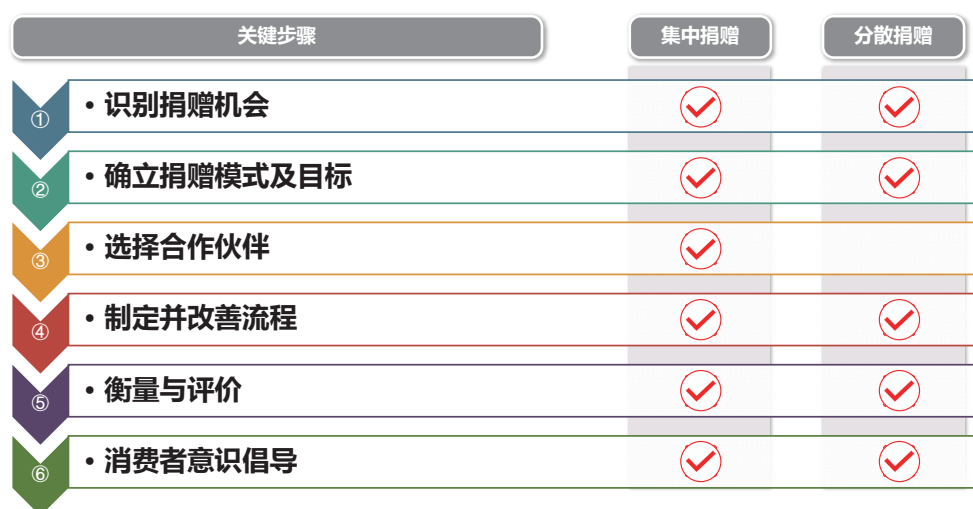 关键步骤 集中捐赠 分散捐赠
① • 识别捐赠机会
② • 确立捐赠模式及目标
③ • 选择合作伙伴
④ • 制定并改善流程
⑤ • 衡量与评价
⑥ • 消费者意识倡导